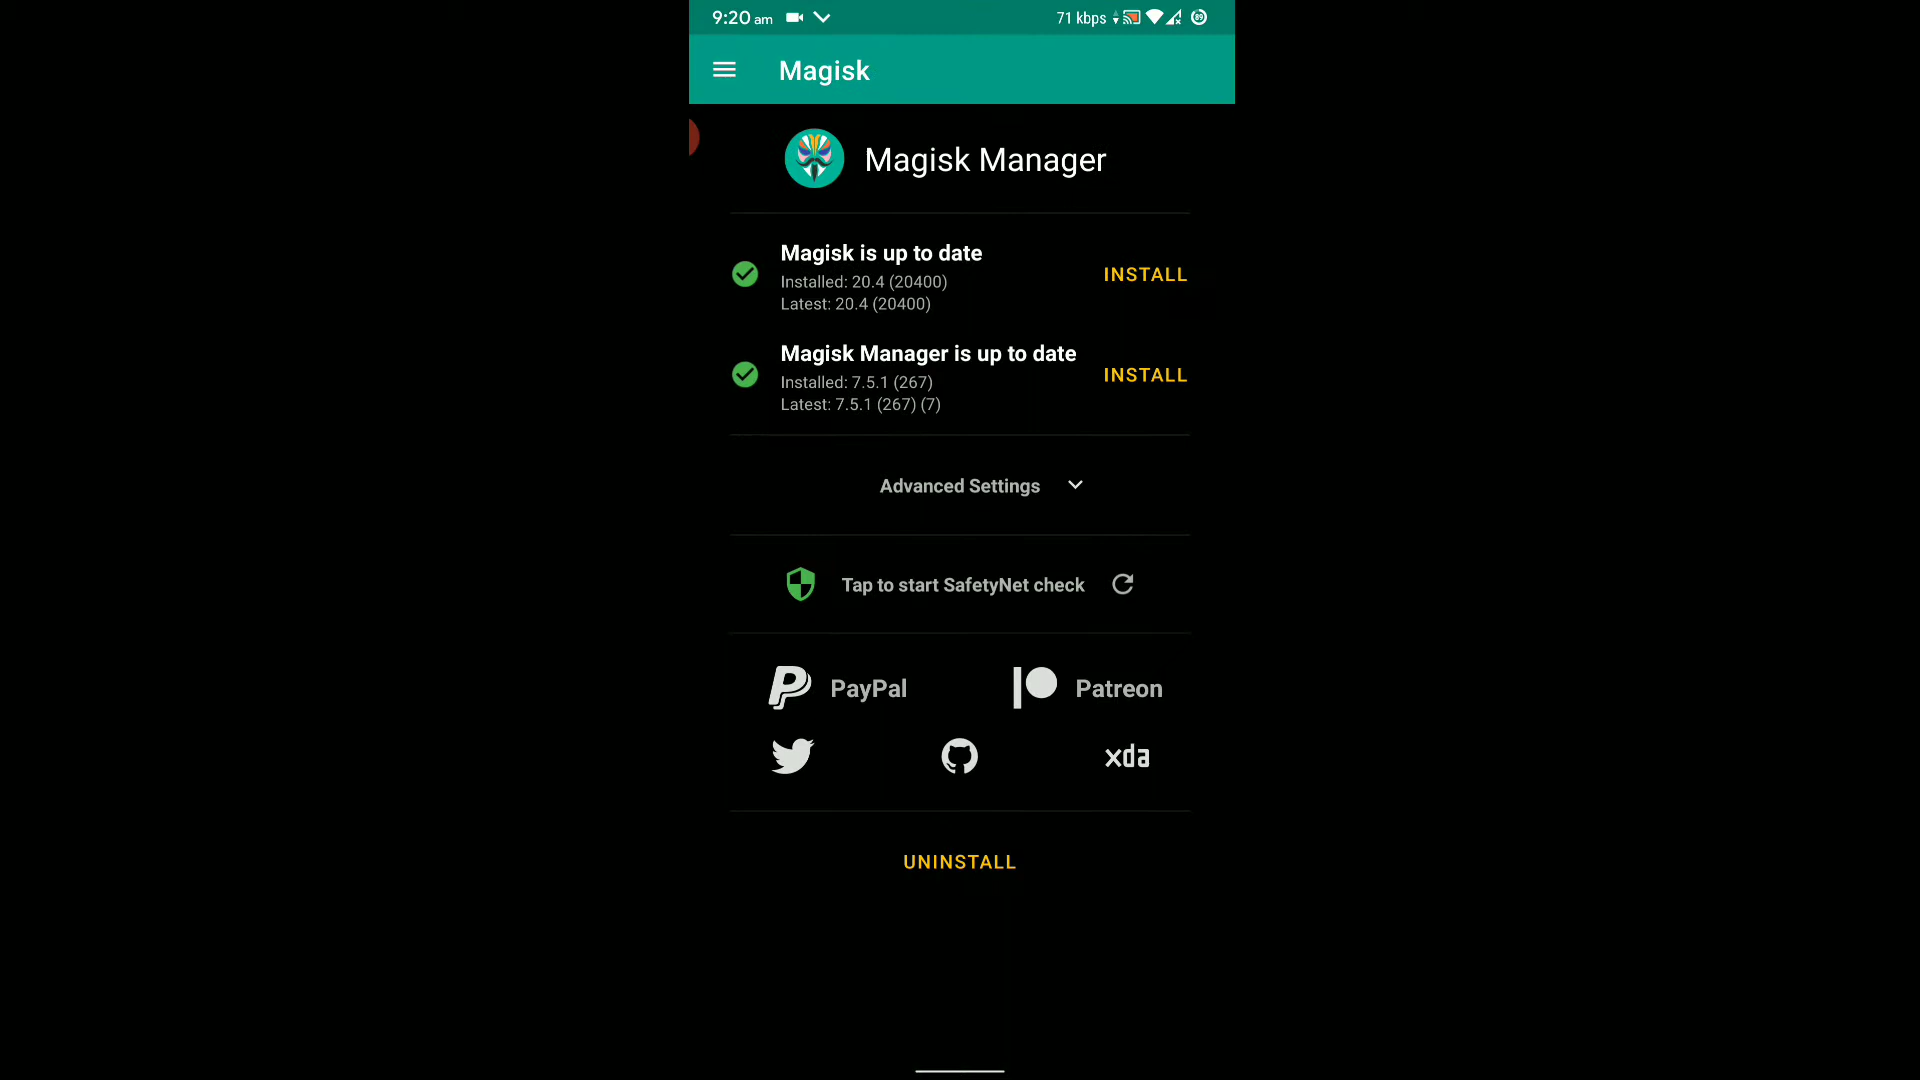 9:20 am 71 kbps 89
Magisk
Magisk Manager
Magisk is up to date
Installed: 20.4 (20400)
Latest: 20.4 (20400)
INSTALL
Magisk Manager is up to date
Installed: 7.5.1 (267)
Latest: 7.5.1 (267) (7)
INSTALL
Advanced Settings
Tap to start SafetyNet check
PayPal Patreon
xda
UNINSTALL